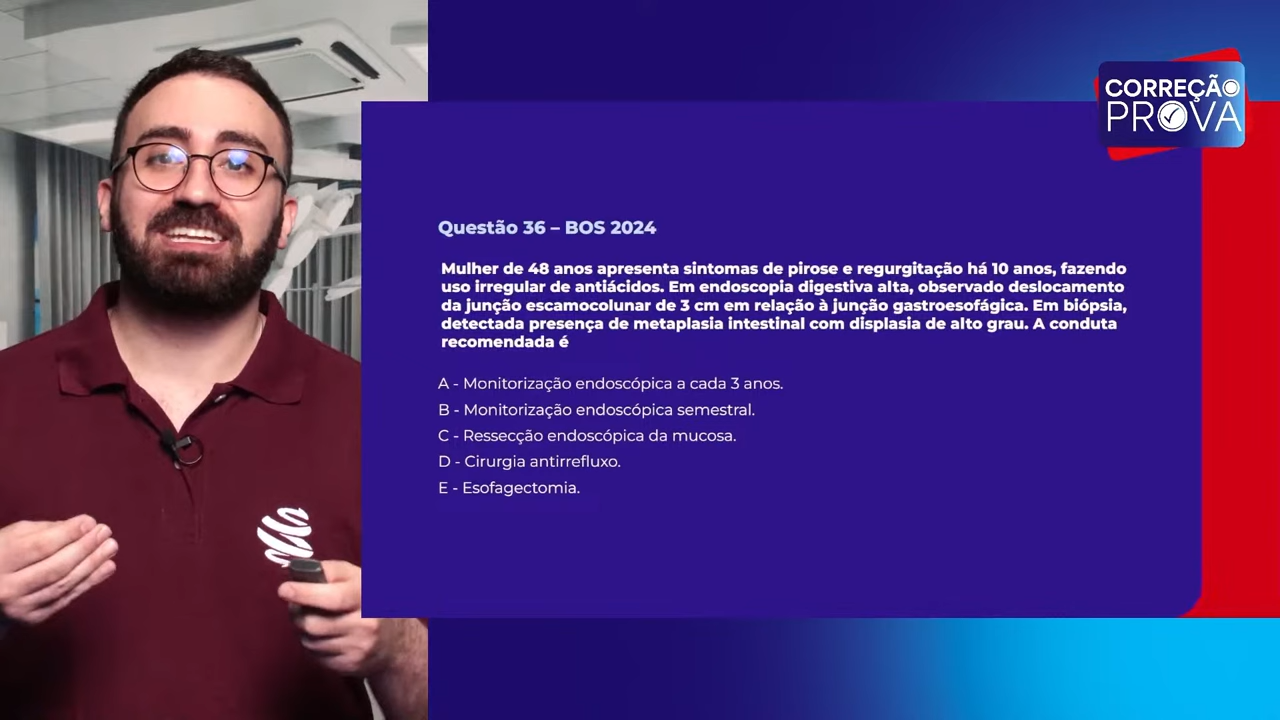 CORREÇÃO
PROVA
Questão 36 – BOS 2024
Mulher de 48 anos apresenta sintomas de pirose e regurgitação há 10 anos, fazendo
uso irregular de antiácidos. Em endoscopia digestiva alta, observado deslocamento
da junção escamocolunar de 3 cm em relação à junção gastroesofágica. Em biópsia,
detectada presença de metaplasia intestinal com displasia de alto grau. A conduta
recomendada é
A - Monitorização endoscópica a cada 3 anos.
B - Monitorização endoscópica semestral.
C - Ressecção endoscópica da mucosa.
D - Cirurgia antirrefluxo.
E - Esofagectomia.